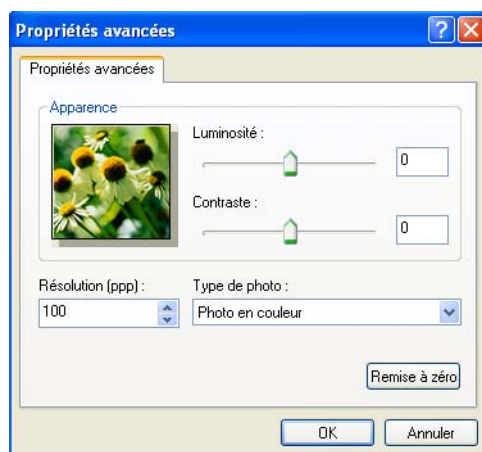 Propriétés avancées
Propriétés avancées
Apparence
Luminosité :
0
Contraste :
0
Résolution (ppp) :
Type de photo :
100
Photo en couleur
Remise à zéro
OK
Annuler